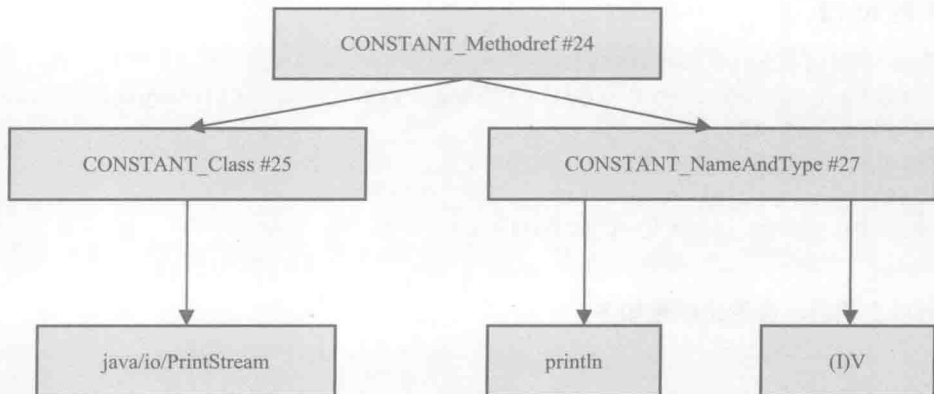 CONSTANT_Methodref #24
CONSTANT_Class #25
CONSTANT_NameAndType #27
java/io/PrintStream
println
(I)V